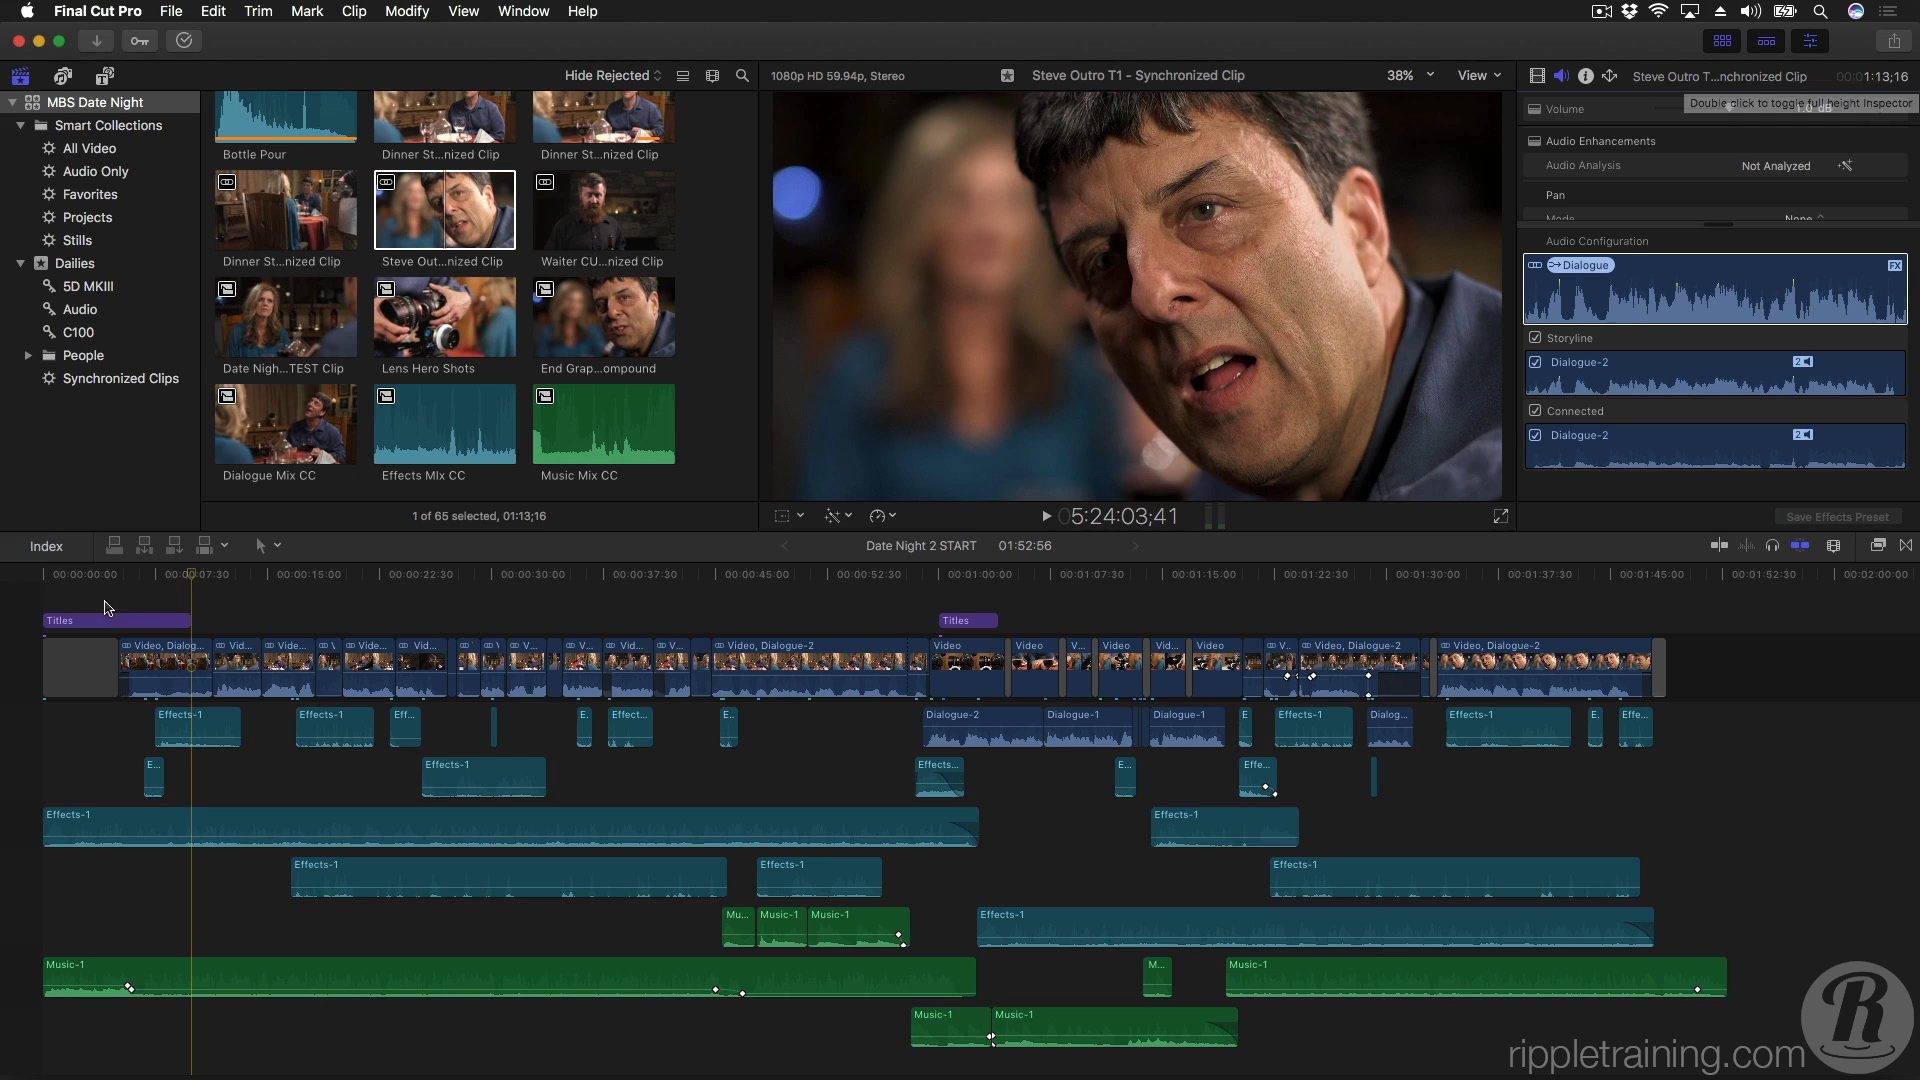 Final Cut Pro File Edit Trim Mark Clip Modify View Window Help
Hide Rejected
1080p HD 59.94p, Stereo
Steve Outro T1 - Synchronized Clip
38%
View
Steve Outro T...nchronized Clip
1:13;16
MBS Date Night
Smart Collections
All Video
Audio Only
Favorites
Projects
Stills
Dailies
5D MKIII
Audio
C100
People
Synchronized Clips
Bottle Pour
Dinner St...nized Clip
Dinner St...nized Clip
Dinner St...nized Clip
Steve Out...nized Clip
Waiter CU...nized Clip
Date Nigh...TEST Clip
Lens Hero Shots
End Grap...ompound
Dialogue Mix CC
Effects MIx CC
Music Mix CC
1 of 65 selected, 01:13;16
05:24:03;41
Volume
Double click to toggle full height Inspector
Audio Enhancements
Audio Analysis
Not Analyzed
Pan
Mode
None
Audio Configuration
Dialogue
FX
Storyline
Dialogue-2
2
Connected
Dialogue-2
2
Save Effects Preset
Index
Date Night 2 START
01:52:56
00:00:00:00 00:00:07:30 00:00:15:00 00:00:22:30 00:00:30:00 00:00:37:30 00:00:45:00 00:00:52:30 00:01:00:00 00:01:07:30 00:01:15:00 00:01:22:30 00:01:30:00 00:01:37:30 00:01:45:00 00:01:52:30 00:02:00:00
Titles
Titles
Video, Dialog... Vid... Vide... V Vide... Vid... V... V... Vid... V... Video, Dialogue-2 Video Video V... Video Vid... Video V... Video, Dialogue-2 Video, Dialogue-2
Effects-1 Effects-1 Eff... E. Effect... E.. Dialogue-2 Dialogue-1 Dialogue-1 E Effects-1 Dialog... Effects-1 E. Effe...
E... Effects-1 Effects... E... Effe...
Effects-1 Effects-1
Effects-1 Effects-1 Effects-1
Mu... Music-1 Music-1 Effects-1
Music-1 M... Music-1
Music-1 Music-1
R
rippletraining.com